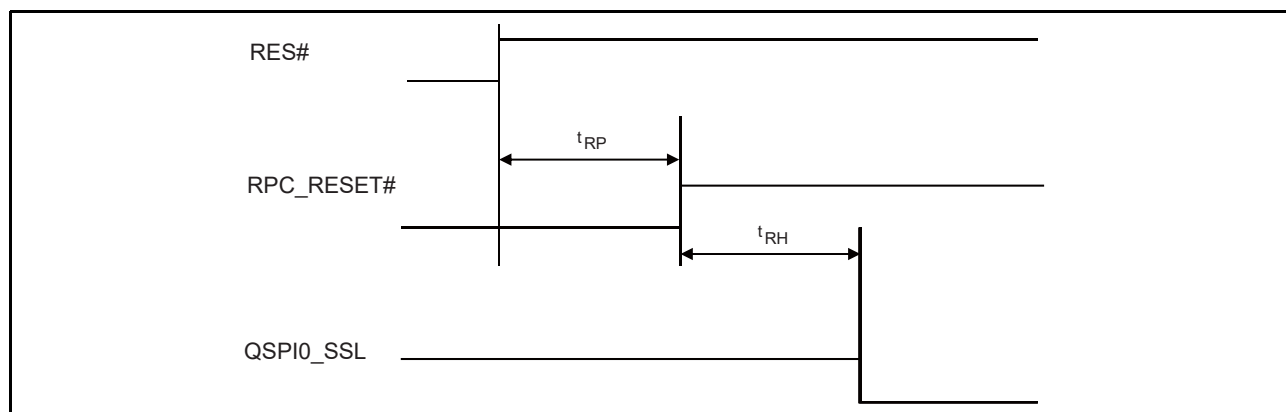 RES#
tRP
RPC_RESET#
tRH
QSPI0_SSL